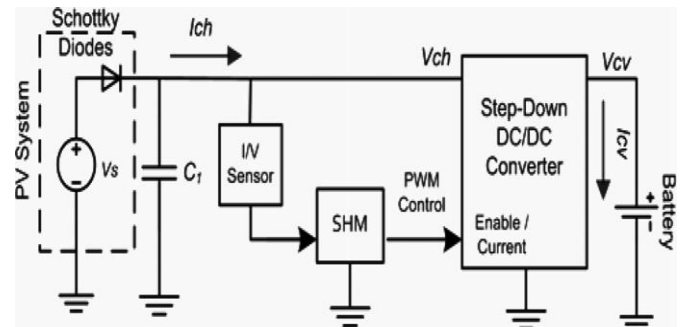 Schottky
Diodes
Ich
Vch
Vcv
PV System
Vs
C1
I/V
Sensor
SHM
PWM
Control
Step-Down
DC/DC
Converter
Enable /
Current
Icv
Battery